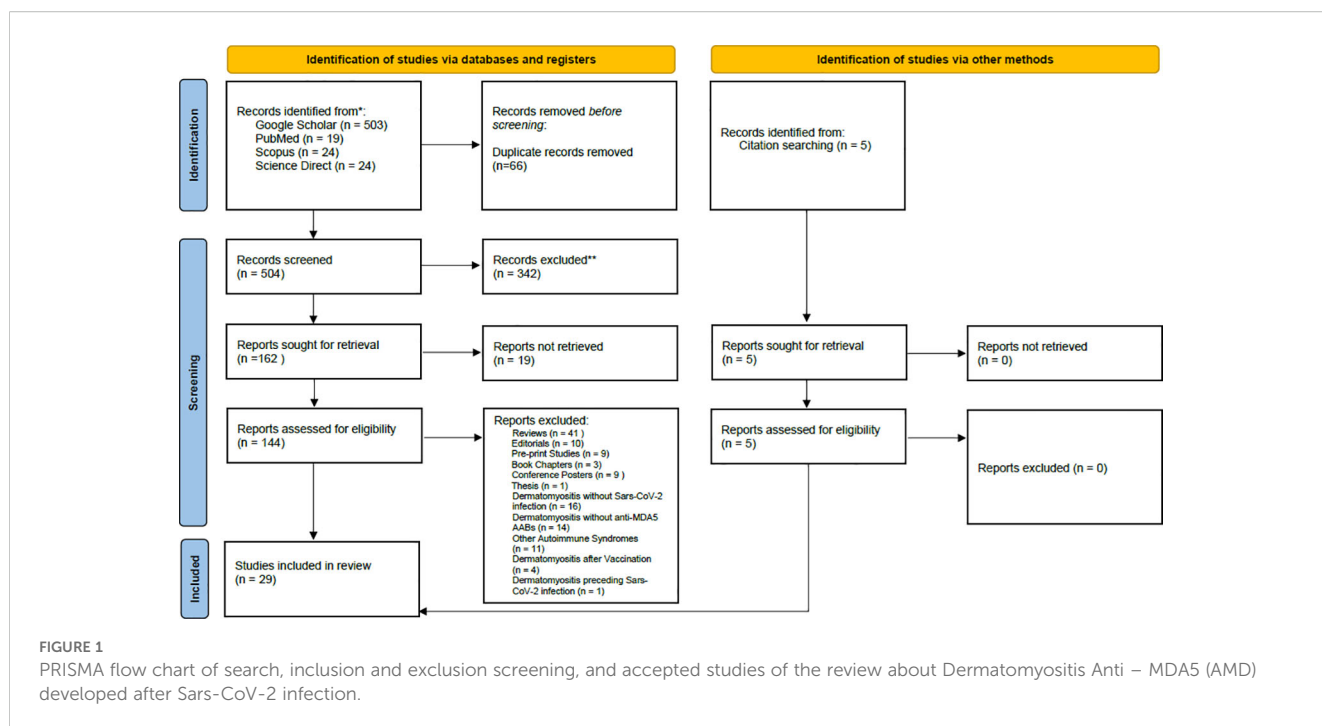 Identification of studies via databases and registers
Identification of studies via other methods
Identification
Records identified from*:
Google Scholar (n = 503)
PubMed (n = 19)
Scopus (n = 24)
Science Direct (n = 24)
Records removed before
screening:
Duplicate records removed
(n=66)
Records identified from:
Citation searching (n = 5)
Screening
Records screened
(n = 504)
Records excluded**
(n = 342)
Reports sought for retrieval
(n =162 )
Reports not retrieved
(n = 19)
Reports sought for retrieval
(n = 5)
Reports not retrieved
(n = 0)
Reports assessed for eligibility
(n = 144)
Reports excluded:
Reviews (n = 41 )
Editorials (n = 10)
Pre-print Studies (n = 9)
Book Chapters (n = 3)
Conference Posters (n = 9 )
Thesis (n = 1)
Dermatomyositis without Sars-CoV-2
infection (n = 16)
Dermatomyositis without anti-MDA5
AABs (n = 14)
Other Autoimmune Syndromes
(n = 11)
Dermatomyositis after Vaccination
(n = 4)
Dermatomyositis preceding Sars-
CoV-2 infection (n = 1)
Reports assessed for eligibility
(n = 5)
Reports excluded (n = 0)
Included
Studies included in review
(n = 29)
FIGURE 1
PRISMA flow chart of search, inclusion and exclusion screening, and accepted studies of the review about Dermatomyositis Anti – MDA5 (AMD)
developed after Sars-CoV-2 infection.